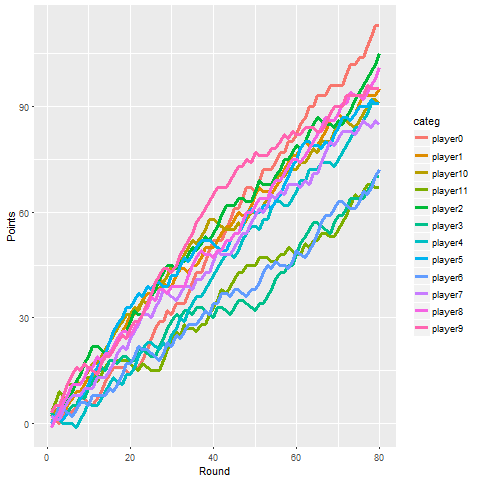 90
60
30
0
Points
0 20 40 60 80
Round
categ
player0
player1
player10
player11
player2
player3
player4
player5
player6
player7
player8
player9